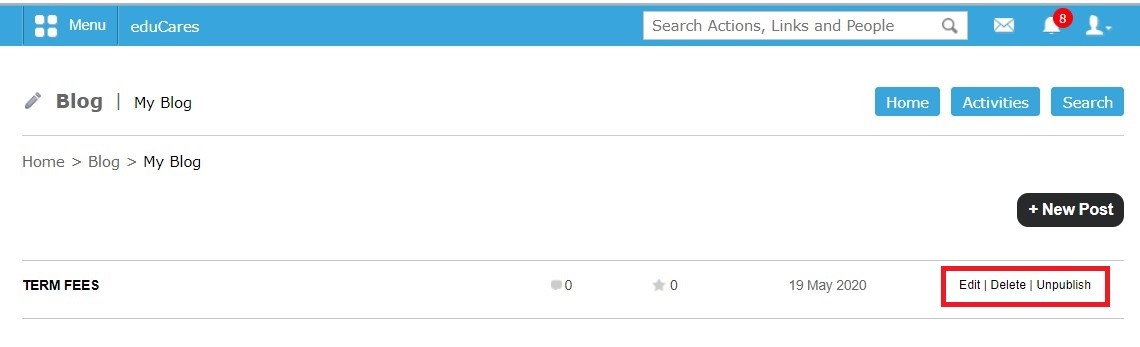 Menu eduCares Search Actions, Links and People 8
Blog | My Blog Home Activities Search
Home > Blog > My Blog
+ New Post
TERM FEES 0 0 19 May 2020 Edit | Delete | Unpublish